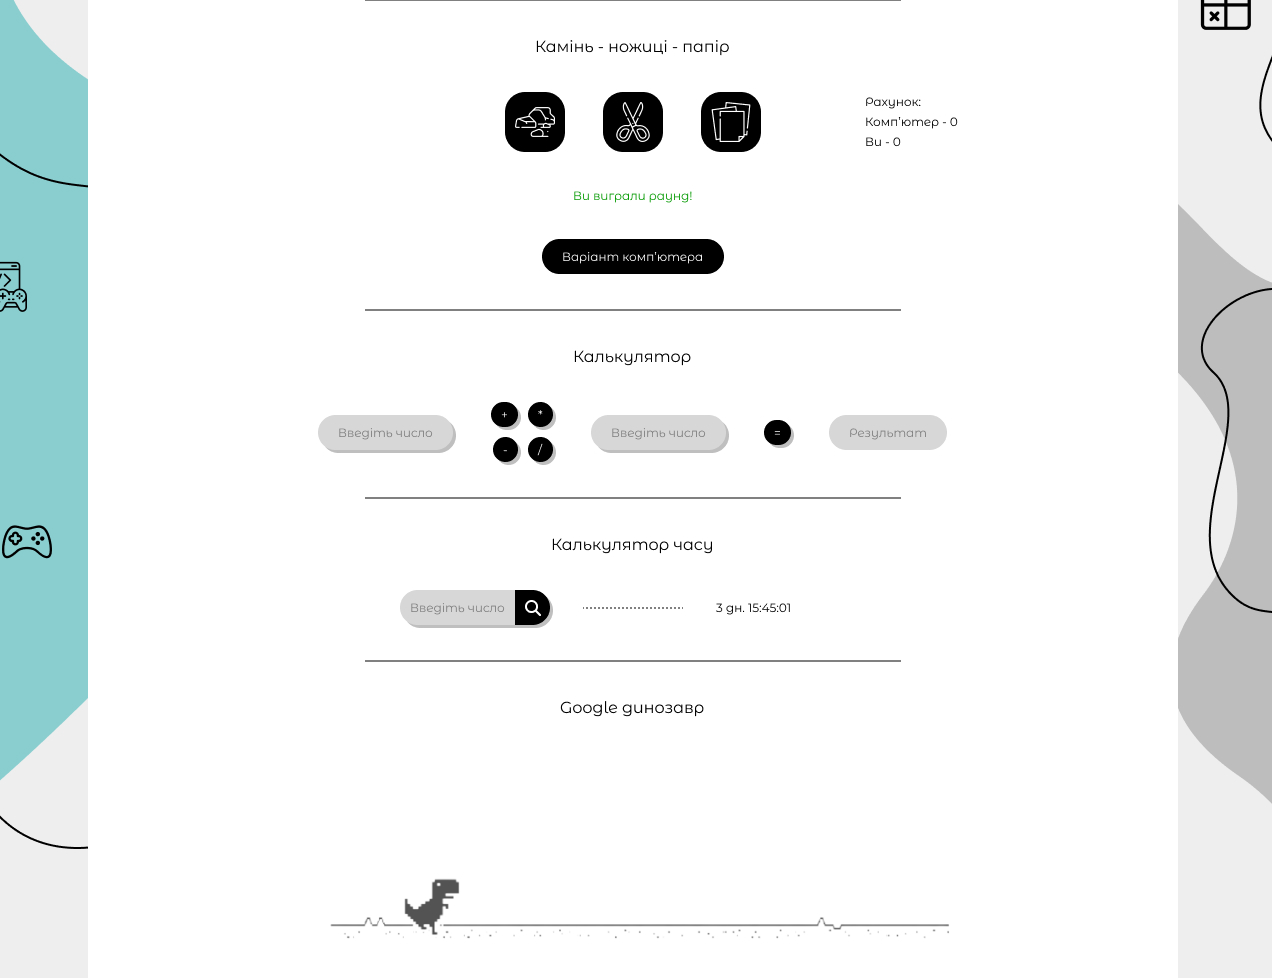 Камінь - ножиці - папір
Рахунок:
Комп'ютер - 0
Ви - 0
Ви виграли раунд!
Варіант комп'ютера
Калькулятор
Введіть число
+ *
- /
Введіть число
=
Результат
Калькулятор часу
Введіть число
3 дн. 15:45:01
Google динозавр